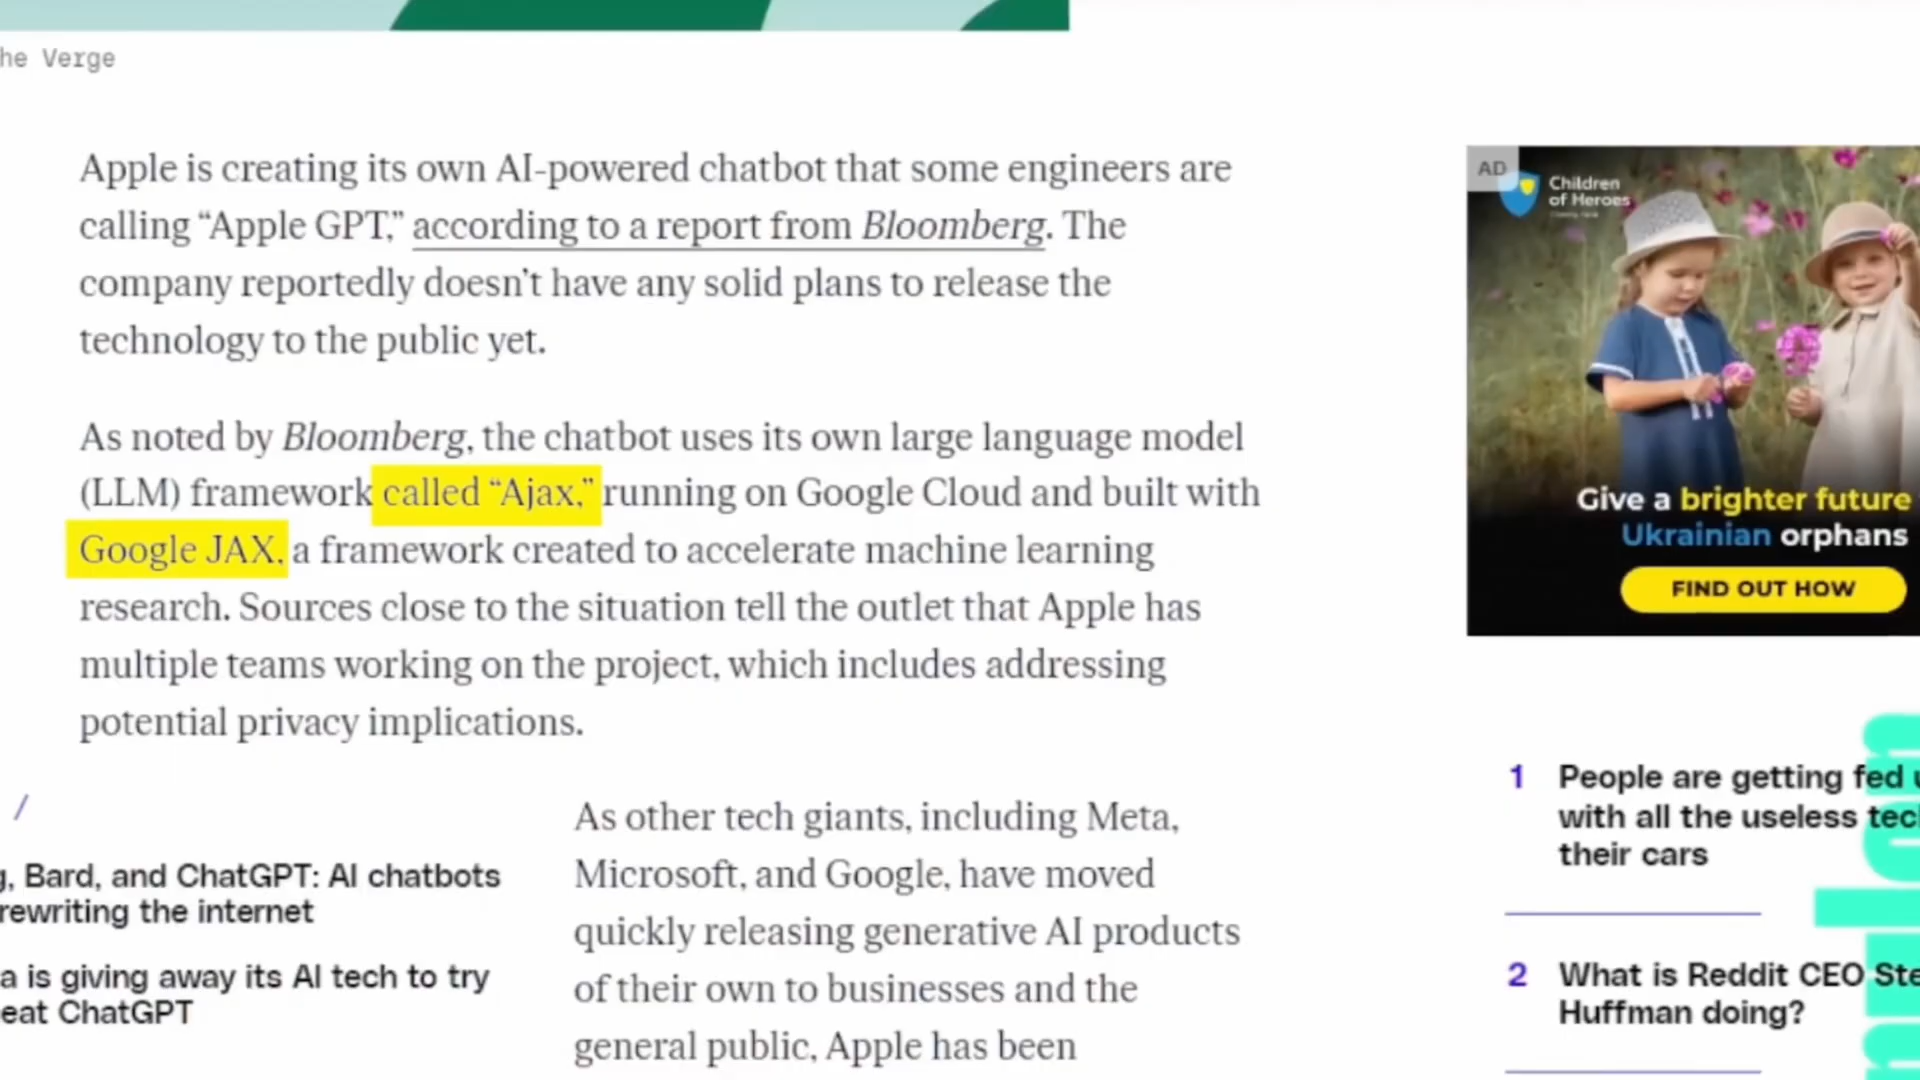 he Verge
Apple is creating its own AI-powered chatbot that some engineers are
calling “Apple GPT,” according to a report from Bloomberg. The
company reportedly doesn’t have any solid plans to release the
technology to the public yet.
As noted by Bloomberg, the chatbot uses its own large language model
(LLM) framework called “Ajax,” running on Google Cloud and built with
Google JAX, a framework created to accelerate machine learning
research. Sources close to the situation tell the outlet that Apple has
multiple teams working on the project, which includes addressing
potential privacy implications.
/
g, Bard, and ChatGPT: AI chatbots
rewriting the internet
a is giving away its AI tech to try
eat ChatGPT
As other tech giants, including Meta,
Microsoft, and Google, have moved
quickly releasing generative AI products
of their own to businesses and the
general public, Apple has been
AD
Children
of Heroes
Give a brighter future
Ukrainian orphans
FIND OUT HOW
1 People are getting fed u
with all the useless tec
their cars
2 What is Reddit CEO Ste
Huffman doing?